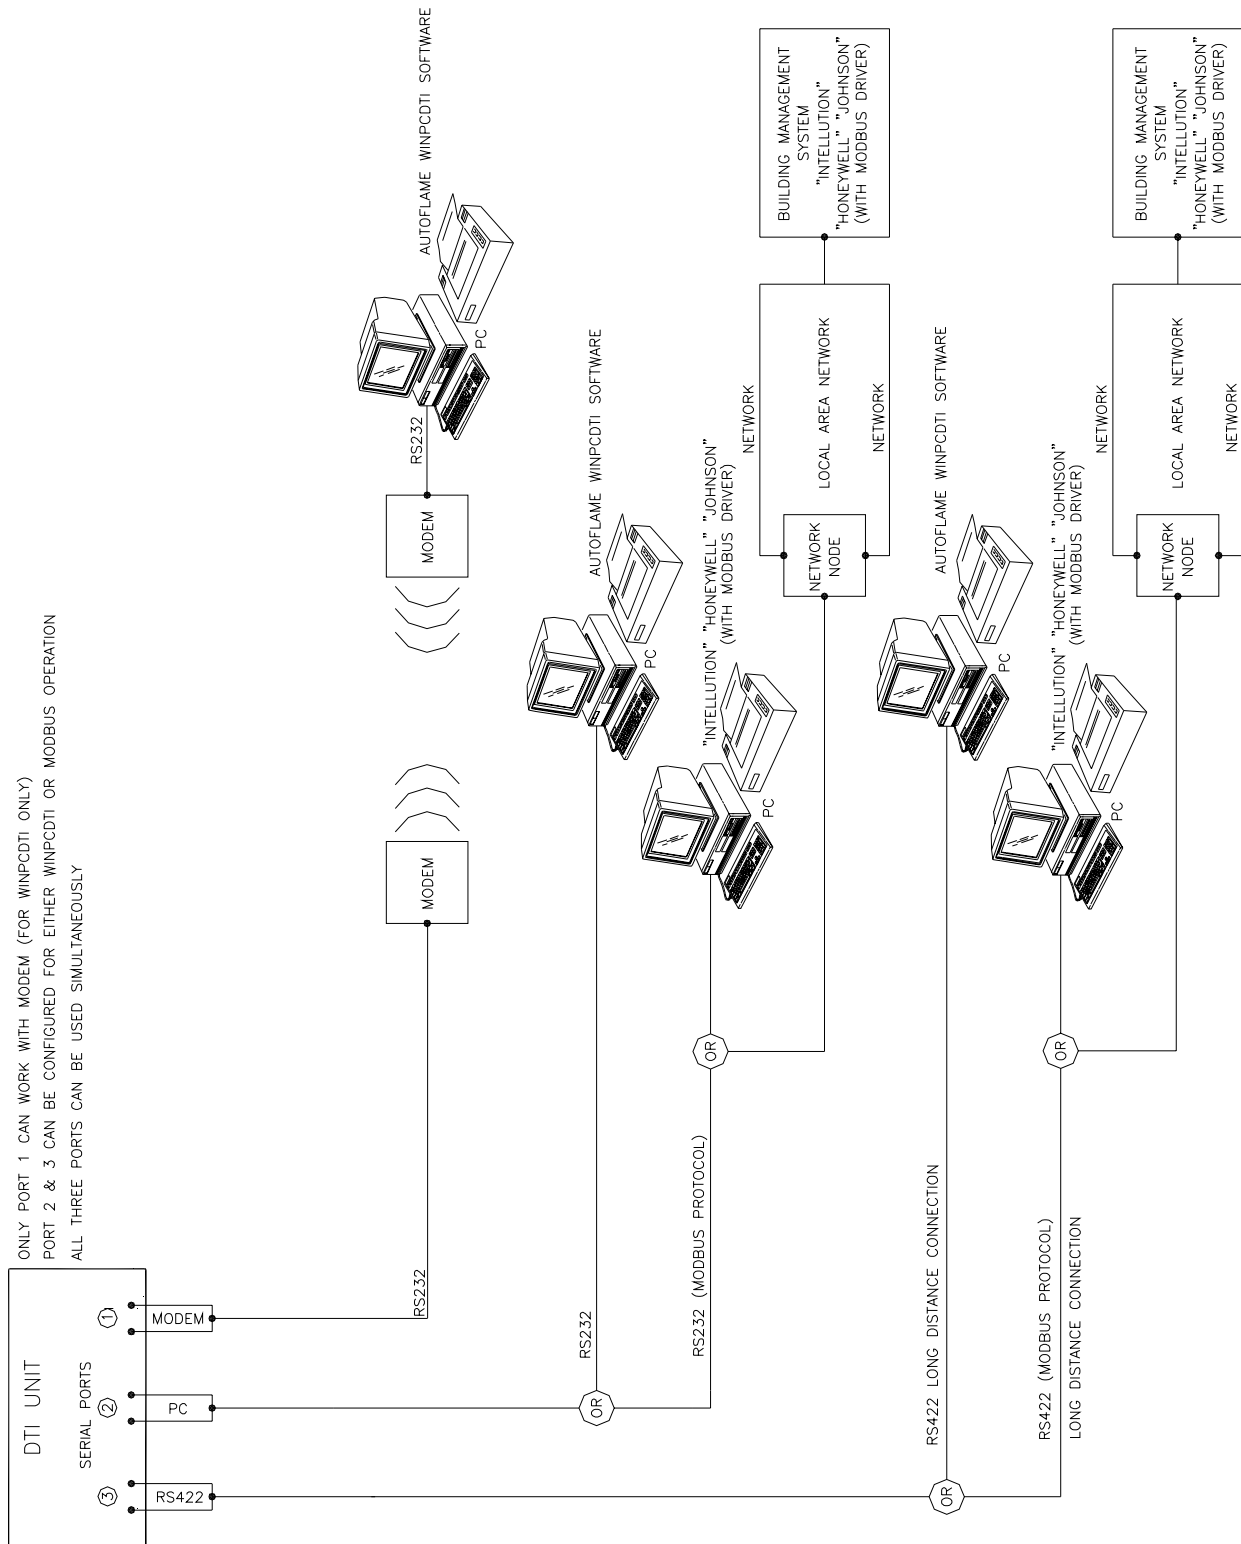 ONLY PORT 1 CAN WORK WITH MODEM (FOR WINPCDTI ONLY)
PORT 2 & 3 CAN BE CONFIGURED FOR EITHER WINPCDTI OR MODBUS OPERATION
ALL THREE PORTS CAN BE USED SIMULTANEOUSLY
DTI UNIT
SERIAL PORTS
1
MODEM
RS232
MODEM
MODEM
RS232
PC
AUTOFLAME WINPCDTI SOFTWARE
2
PC
OR
RS232
PC
AUTOFLAME WINPCDTI SOFTWARE
RS232 (MODBUS PROTOCOL)
OR
PC
"INTELLUTION" "HONEYWELL" "JOHNSON"
(WITH MODBUS DRIVER)
NETWORK
NODE
NETWORK
LOCAL AREA NETWORK
NETWORK
BUILDING MANAGEMENT
SYSTEM
"INTELLUTION"
"HONEYWELL" "JOHNSON"
(WITH MODBUS DRIVER)
3
RS422
OR
RS422 LONG DISTANCE CONNECTION
PC
AUTOFLAME WINPCDTI SOFTWARE
RS422 (MODBUS PROTOCOL)
LONG DISTANCE CONNECTION
OR
PC
"INTELLUTION" "HONEYWELL" "JOHNSON"
(WITH MODBUS DRIVER)
NETWORK
NODE
NETWORK
LOCAL AREA NETWORK
NETWORK
BUILDING MANAGEMENT
SYSTEM
"INTELLUTION"
"HONEYWELL" "JOHNSON"
(WITH MODBUS DRIVER)